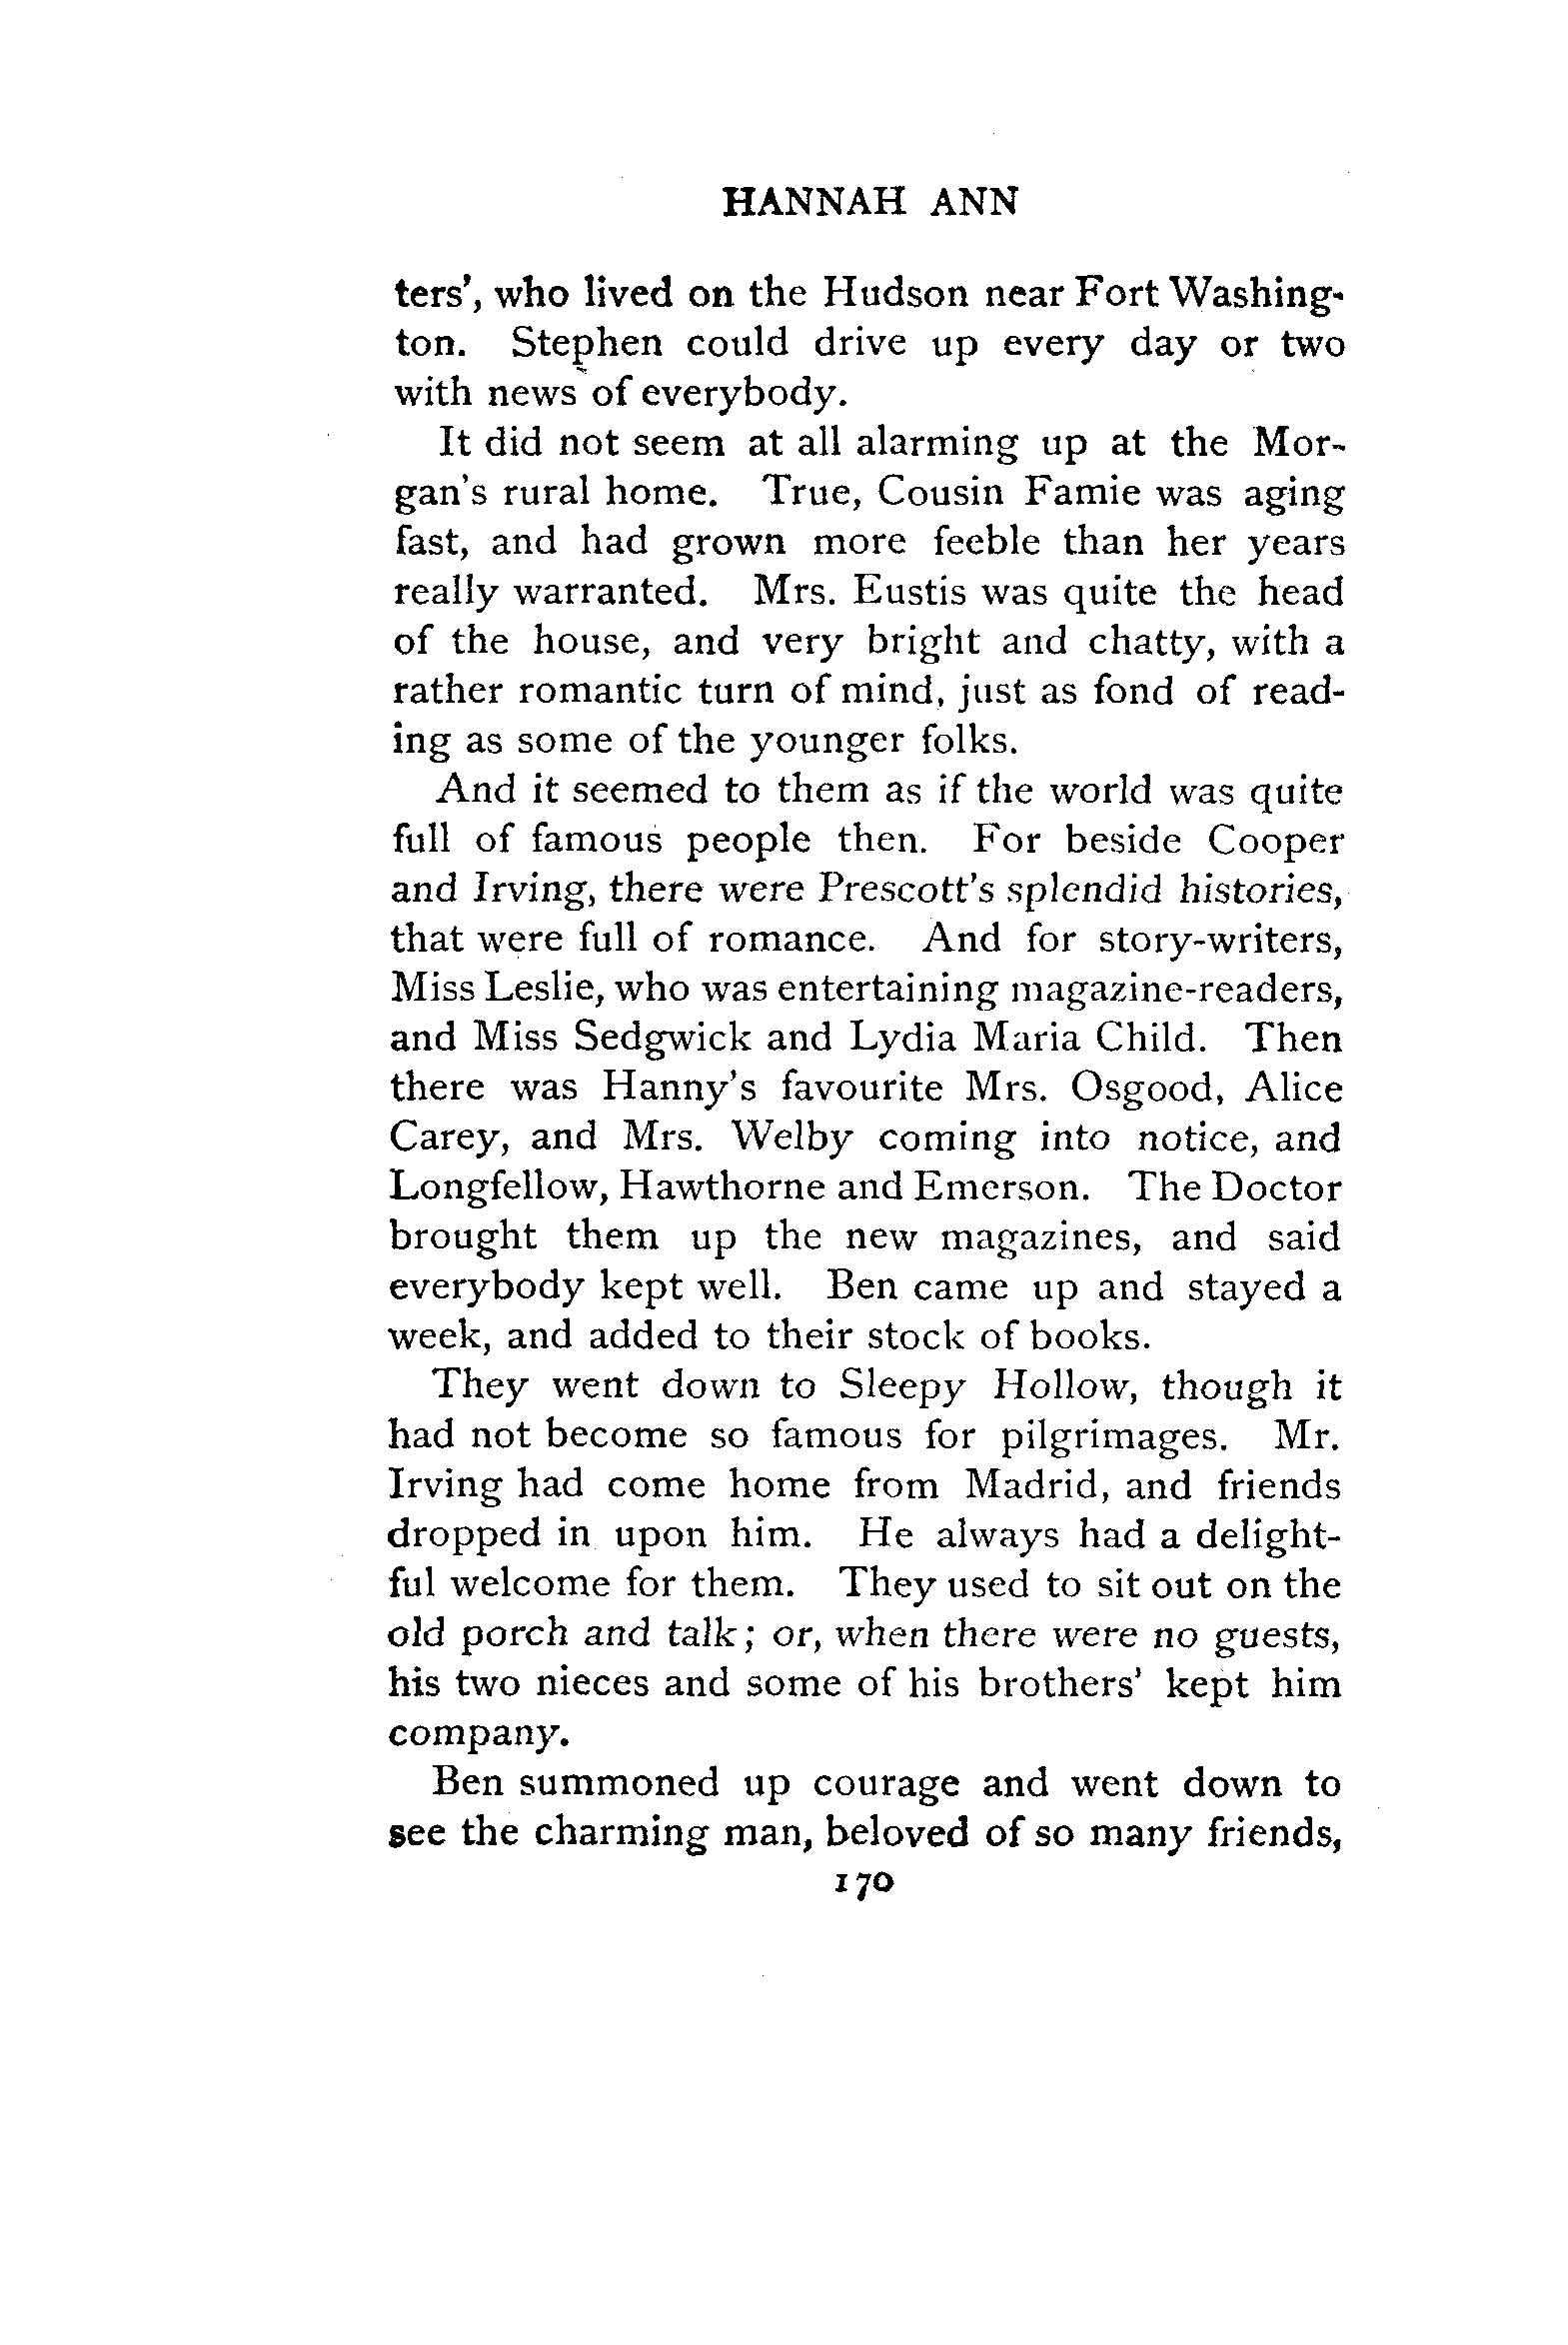 HANNAH ANN
ters', who lived on the Hudson near Fort Washing-
ton. Stephen could drive up every day or two
with news of everybody.
It did not seem at all alarming up at the Mor-
gan's rural home. True, Cousin Famie was aging
fast, and had grown more feeble than her years
really warranted. Mrs. Eustis was quite the head
of the house, and very bright and chatty, with a
rather romantic turn of mind, just as fond of read-
ing as some of the younger folks.
And it seemed to them as if the world was quite
full of famous people then. For beside Cooper
and Irving, there were Prescott's splendid histories,
that were full of romance. And for story-writers,
Miss Leslie, who was entertaining magazine-readers,
and Miss Sedgwick and Lydia Maria Child. Then
there was Hanny's favourite Mrs. Osgood, Alice
Carey, and Mrs. Welby coming into notice, and
Longfellow, Hawthorne and Emerson. The Doctor
brought them up the new magazines, and said
everybody kept well. Ben came up and stayed a
week, and added to their stock of books.
They went down to Sleepy Hollow, though it
had not become so famous for pilgrimages. Mr.
Irving had come home from Madrid, and friends
dropped in upon him. He always had a delight-
ful welcome for them. They used to sit out on the
old porch and talk; or, when there were no guests,
his two nieces and some of his brothers' kept him
company.
Ben summoned up courage and went down to
see the charming man, beloved of so many friends,
170